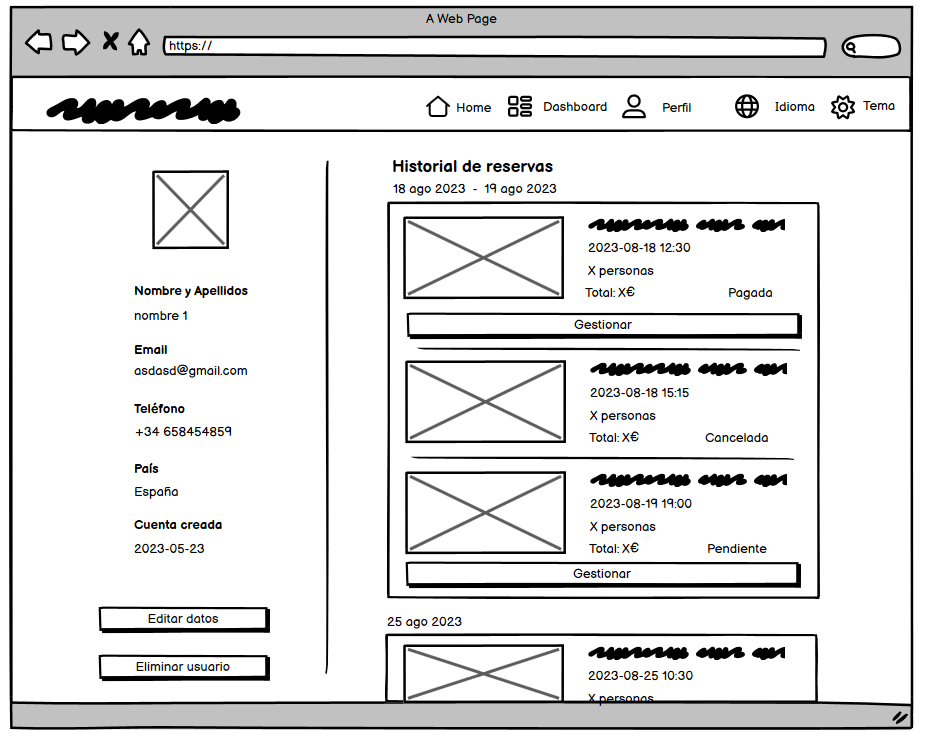 A Web Page
https://
Home Dashboard Perfil Idioma Tema
Nombre y Apellidos
nombre 1
Email
asdasd@gmail.com
Teléfono
+34 658454859
País
España
Cuenta creada
2023-05-23
Editar datos
Eliminar usuario
Historial de reservas
18 ago 2023 - 19 ago 2023
2023-08-18 12:30
X personas
Total: X€ Pagada
Gestionar
2023-08-18 15:15
X personas
Total: X€ Cancelada
2023-08-19 19:00
X personas
Total: X€ Pendiente
Gestionar
25 ago 2023
2023-08-25 10:30
X personas